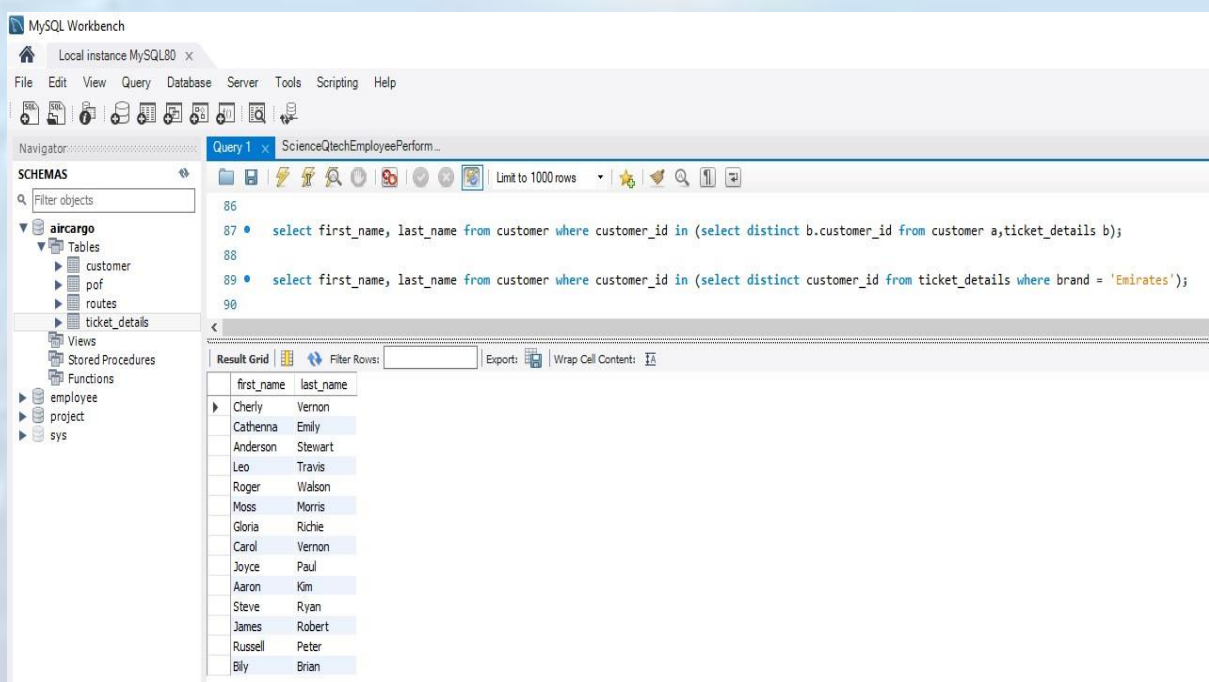 MySQL Workbench
Local instance MySQL80 ×
File Edit View Query Database Server Tools Scripting Help
Navigator
SCHEMAS
Filter objects
aircargo
Tables
customer
pof
routes
ticket_details
Views
Stored Procedures
Functions
employee
project
sys
Query 1 × ScienceQtechEmployeePerform...
Limit to 1000 rows
86
87 select first_name, last_name from customer where customer_id in (select distinct b.customer_id from customer a,ticket_details b);
88
89 select first_name, last_name from customer where customer_id in (select distinct customer_id from ticket_details where brand = 'Emirates');
90
Result Grid Filter Rows: Export: Wrap Cell Content:
first_name last_name
Cherly Vernon
Cathenna Emily
Anderson Stewart
Leo Travis
Roger Walson
Moss Morris
Gloria Richie
Carol Vernon
Joyce Paul
Aaron Kim
Steve Ryan
James Robert
Russell Peter
Bily Brian